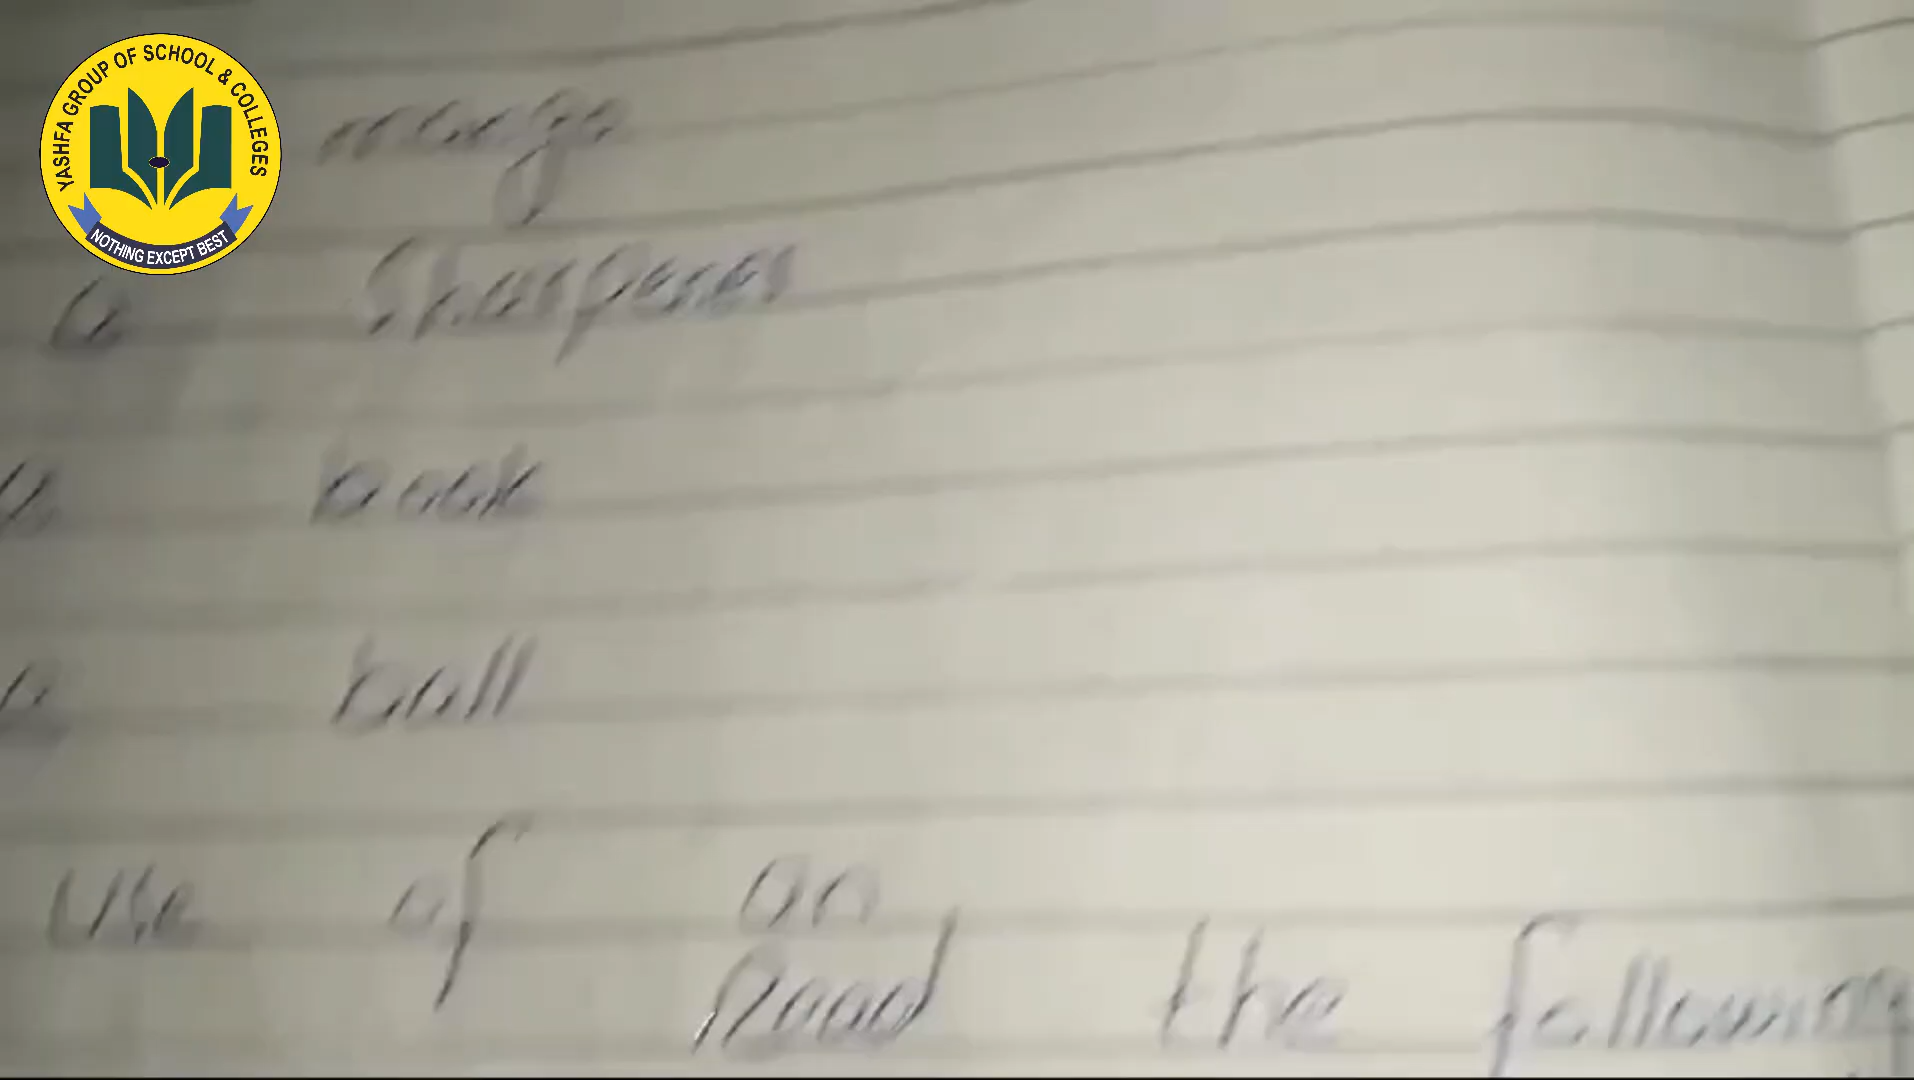 YASHFA GROUP OF SCHOOL & COLLEGES
NOTHING EXCEPT BEST
mango
a sharpener
a book
a ball
Use of an
Read the following